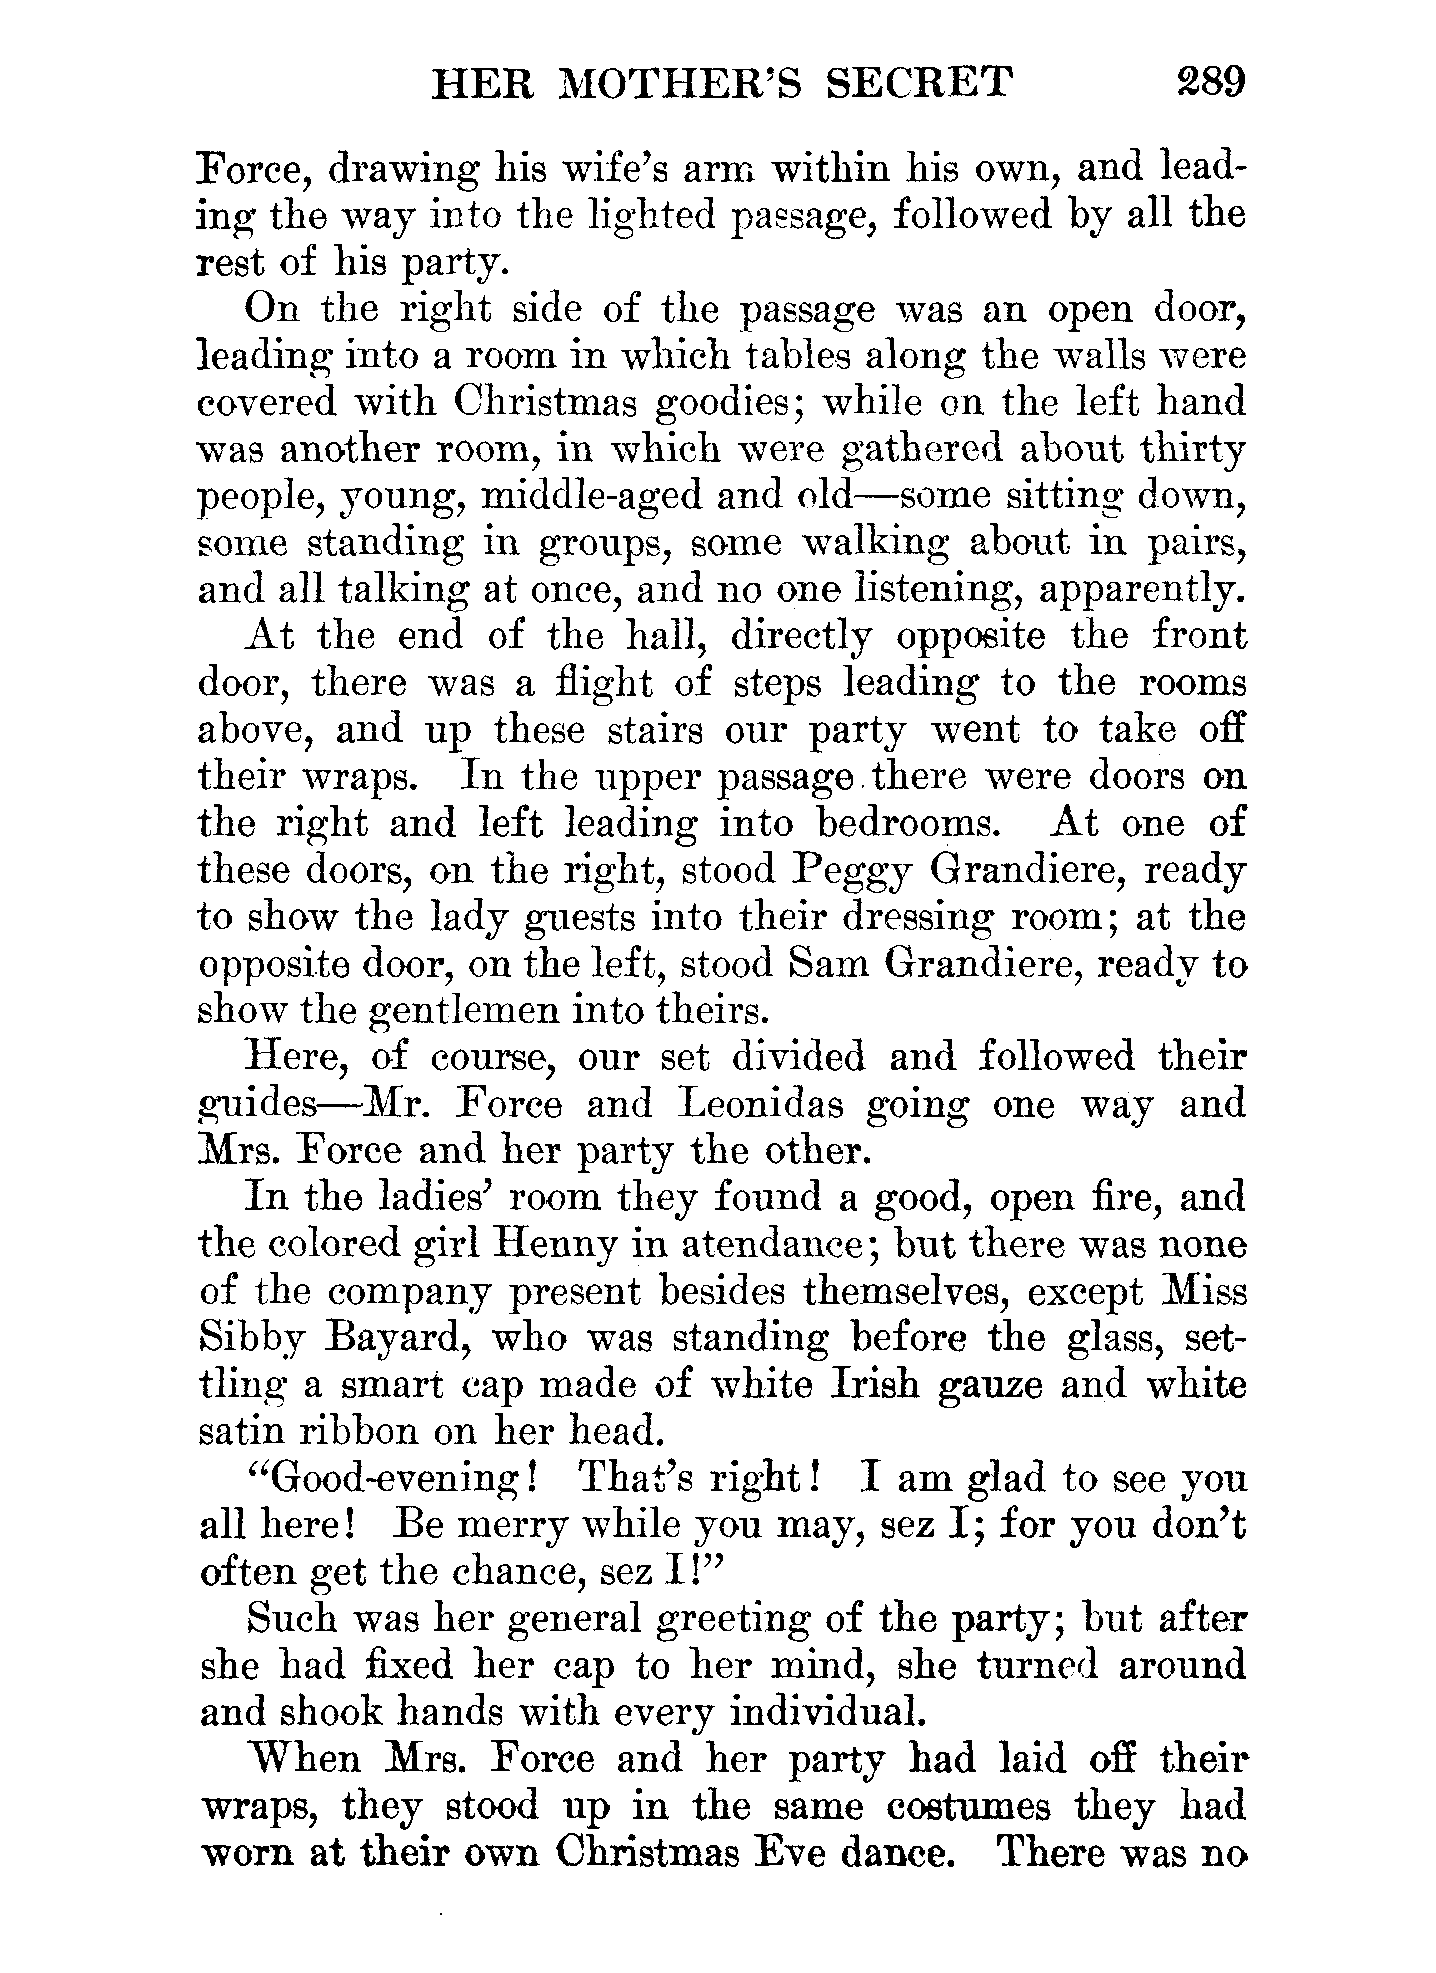 HER MOTHER'S SECRET 289
Force, drawing his wife's arm within his own, and lead-
ing the way into the lighted passage, followed by all the
rest of his party.
On the right side of the passage was an open door,
leading into a room in which tables along the walls were
covered with Christmas goodies; while on the left hand
was another room, in which were gathered about thirty
people, young, middle-aged and old—some sitting down,
some standing in groups, some walking about in pairs,
and all talking at once, and no one listening, apparently.
At the end of the hall, directly opposite the front
door, there was a flight of steps leading to the rooms
above, and up these stairs our party went to take off
their wraps. In the upper passage there were doors on
the right and left leading into bedrooms. At one of
these doors, on the right, stood Peggy Grandiere, ready
to show the lady guests into their dressing room; at the
opposite door, on the left, stood Sam Grandiere, ready to
show the gentlemen into theirs.
Here, of course, our set divided and followed their
guides—Mr. Force and Leonidas going one way and
Mrs. Force and her party the other.
In the ladies' room they found a good, open fire, and
the colored girl Henny in atendance; but there was none
of the company present besides themselves, except Miss
Sibby Bayard, who was standing before the glass, set-
tling a smart cap made of white Irish gauze and white
satin ribbon on her head.
"Good-evening! That's right! I am glad to see you
all here! Be merry while you may, sez I; for you don't
often get the chance, sez I!"
Such was her general greeting of the party; but after
she had fixed her cap to her mind, she turned around
and shook hands with every individual.
When Mrs. Force and her party had laid off their
wraps, they stood up in the same costumes they had
worn at their own Christmas Eve dance. There was no